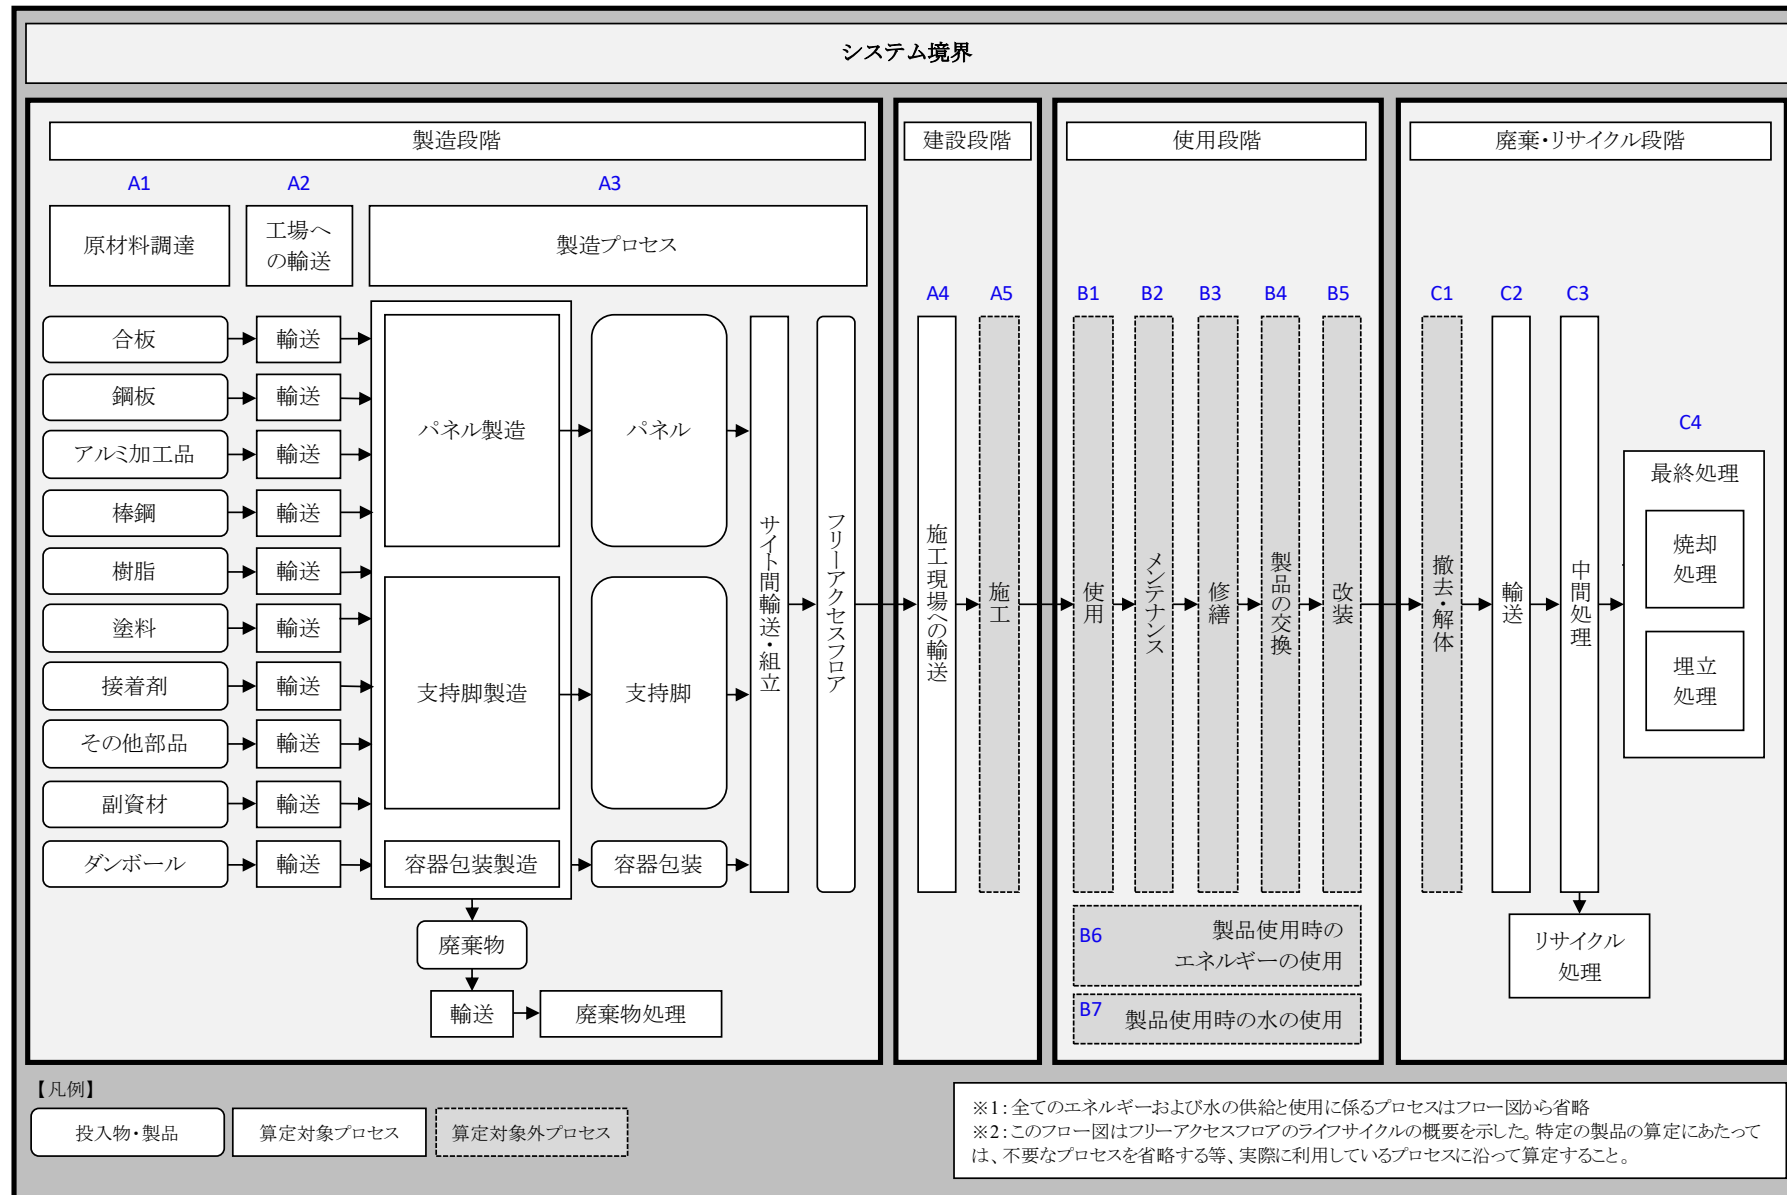 システム境界
製造段階
A1
A2
A3
原材料調達
工場へ
の輸送
製造プロセス
合板
輸送
鋼板
輸送
アルミ加工品
輸送
棒鋼
輸送
樹脂
輸送
塗料
輸送
接着剤
輸送
その他部品
輸送
副資材
輸送
ダンボール
輸送
パネル製造
パネル
支持脚製造
支持脚
容器包装製造
容器包装
サイト間輸送・組立
フリーアクセスフロア
廃棄物
輸送
廃棄物処理
建設段階
A4
A5
施工現場への輸送
施工
使用段階
B1
B2
B3
B4
B5
使用
メンテナンス
修繕
製品の交換
改装
B6
製品使用時の
エネルギーの使用
B7
製品使用時の水の使用
廃棄・リサイクル段階
C1
C2
C3
C4
撤去・解体
輸送
中間処理
最終処理
焼却
処理
埋立
処理
リサイクル
処理
【凡例】
投入物・製品
算定対象プロセス
算定対象外プロセス
※1:全てのエネルギーおよび水の供給と使用に係るプロセスはフロー図から省略
※2:このフロー図はフリーアクセスフロアのライフサイクルの概要を示した。特定の製品の算定にあたって
は、不要なプロセスを省略する等、実際に利用しているプロセスに沿って算定すること。